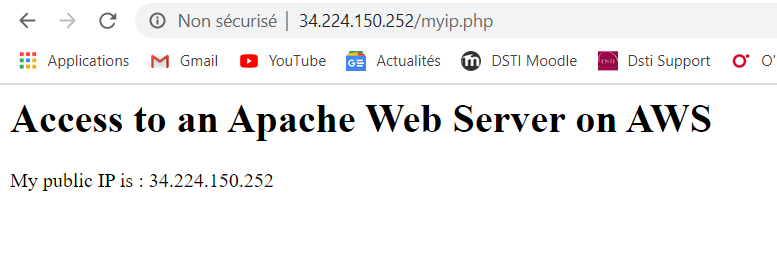 Non sécurisé | 34.224.150.252/myip.php
Applications Gmail YouTube Actualités DSTI Moodle DSTI Dsti Support O'
Access to an Apache Web Server on AWS
My public IP is : 34.224.150.252